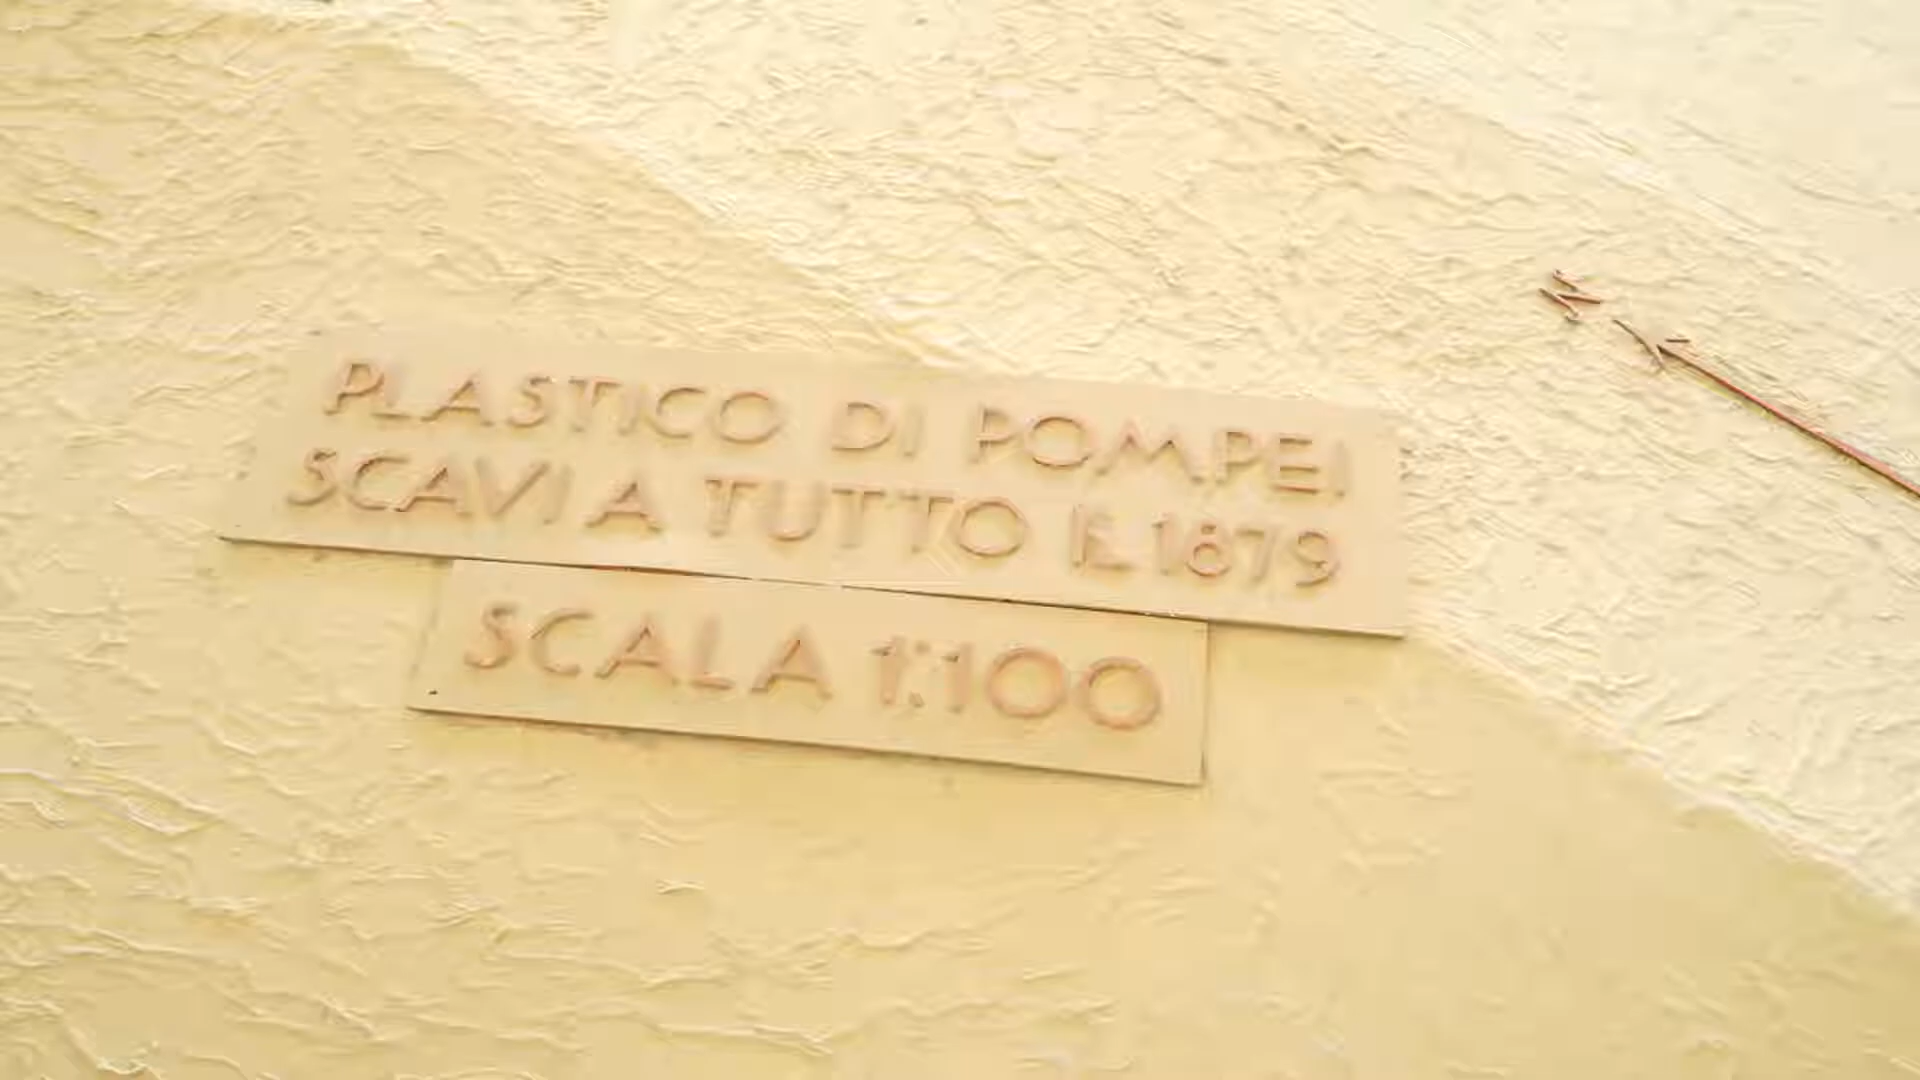 PLASTICO DI POMPEI
SCAVI A TUTTO IL 1879
SCALA 1:100
N